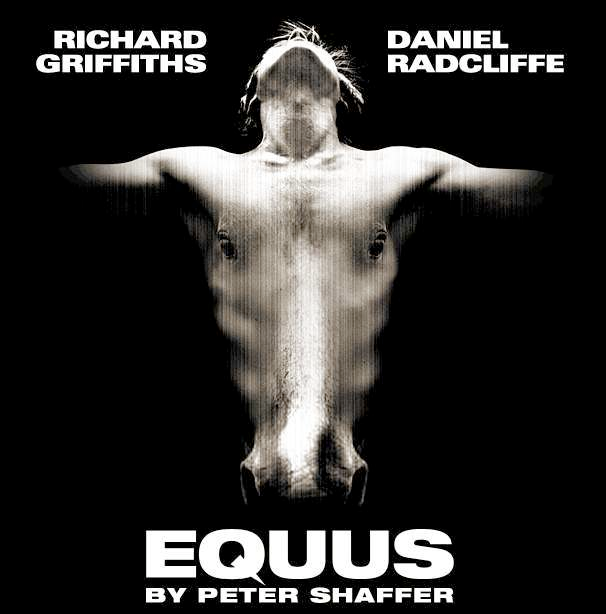 RICHARD
GRIFFITHS
DANIEL
RADCLIFFE
EQUUS
BY PETER SHAFFER